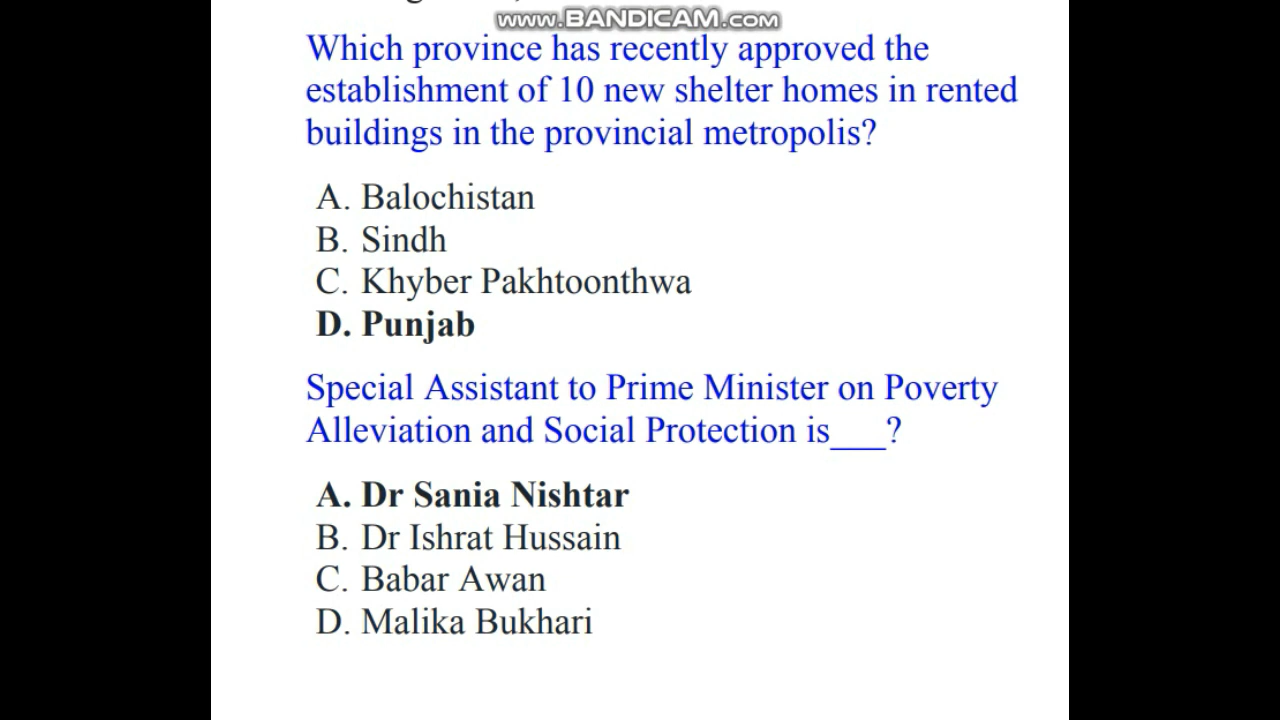 www.BANDICAM.com
Which province has recently approved the
establishment of 10 new shelter homes in rented
buildings in the provincial metropolis?
A. Balochistan
B. Sindh
C. Khyber Pakhtoonthwa
D. Punjab
Special Assistant to Prime Minister on Poverty
Alleviation and Social Protection is___?
A. Dr Sania Nishtar
B. Dr Ishrat Hussain
C. Babar Awan
D. Malika Bukhari